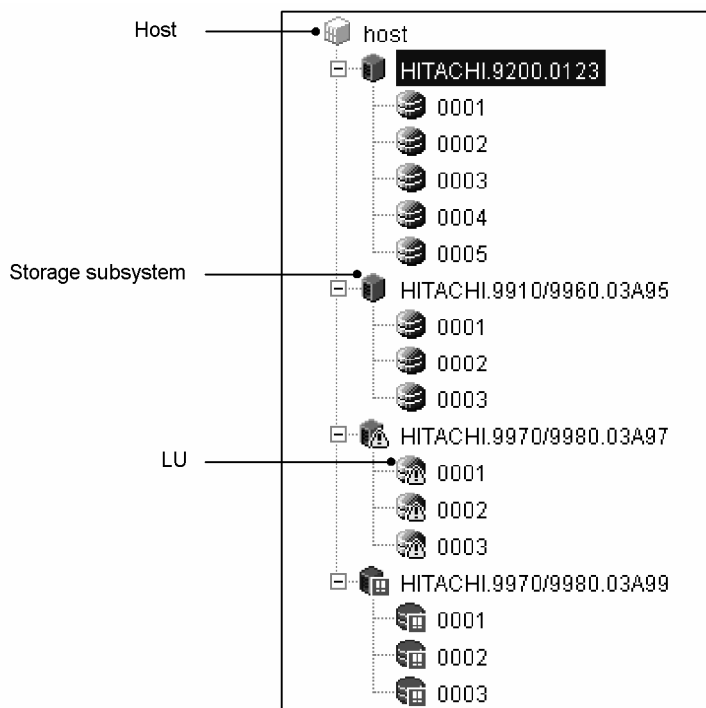 Host
host
HITACHI.9200.0123
0001
0002
0003
0004
0005
Storage subsystem
HITACHI.9910/9960.03A95
0001
0002
0003
HITACHI.9970/9980.03A97
LU
0001
0002
0003
HITACHI.9970/9980.03A99
0001
0002
0003